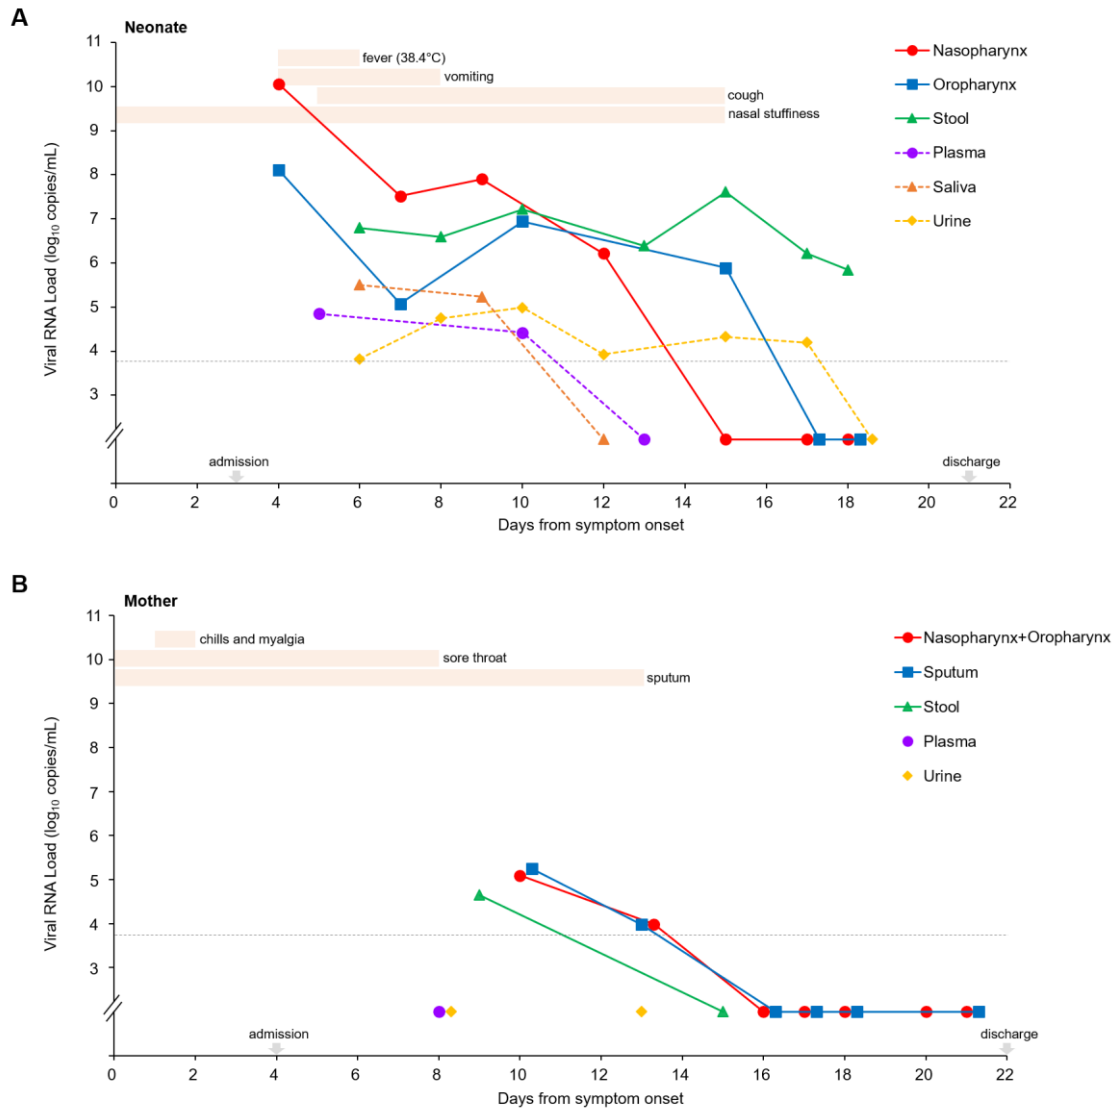 A
Neonate
11
10
9
8
7
6
5
4
3
Viral RNA Load (log10 copies/mL)
fever (38.4°C)
vomiting
cough
nasal stuffiness
Nasopharynx
Oropharynx
Stool
Plasma
Saliva
Urine
admission
discharge
0 2 4 6 8 10 12 14 16 18 20 22
Days from symptom onset
B
Mother
11
10
9
8
7
6
5
4
3
Viral RNA Load (log10 copies/mL)
chills and myalgia
sore throat
sputum
Nasopharynx+Oropharynx
Sputum
Stool
Plasma
Urine
admission
discharge
0 2 4 6 8 10 12 14 16 18 20 22
Days from symptom onset